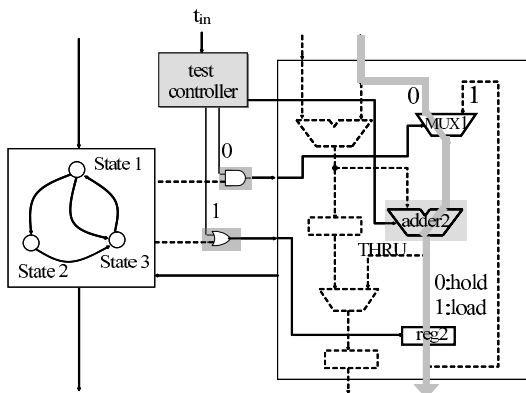 t_in
test
controller
0
1
0
1
MUX1
State 1
State 2
State 3
adder2
THRU
0:hold
1:load
reg2